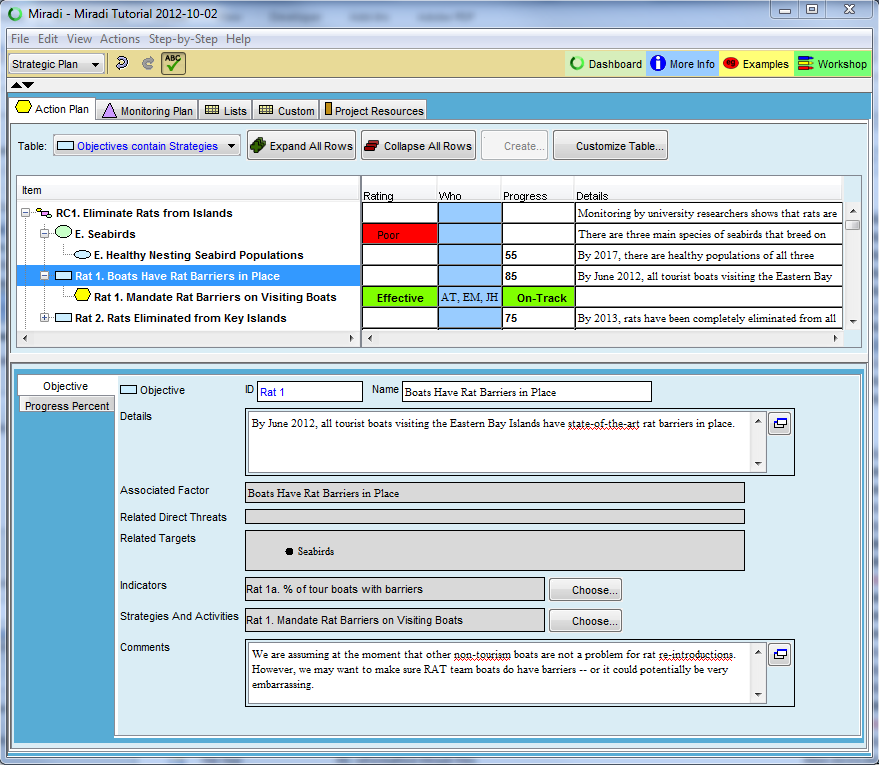 Miradi - Miradi Tutorial 2012-10-02
File Edit View Actions Step-by-Step Help
Strategic Plan ABC Dashboard More Info Examples Workshop
Action Plan Monitoring Plan Lists Custom Project Resources
Table: Objectives contain Strategies Expand All Rows Collapse All Rows Create... Customize Table...
Item Rating Who Progress Details
RC1. Eliminate Rats from Islands Monitoring by university researchers shows that rats are
E. Seabirds Poor There are three main species of seabirds that breed on
E. Healthy Nesting Seabird Populations 55 By 2017, there are healthy populations of all three
Rat 1. Boats Have Rat Barriers in Place 85 By June 2012, all tourist boats visiting the Eastern Bay
Rat 1. Mandate Rat Barriers on Visiting Boats Effective AT, EM, JH On-Track
Rat 2. Rats Eliminated from Key Islands 75 By 2013, rats have been completely eliminated from all
Objective
Progress Percent
Objective ID Rat 1 Name Boats Have Rat Barriers in Place
Details
By June 2012, all tourist boats visiting the Eastern Bay Islands have state-of-the-art rat barriers in place.
Associated Factor Boats Have Rat Barriers in Place
Related Direct Threats
Related Targets
Seabirds
Indicators Rat 1a. % of tour boats with barriers Choose...
Strategies And Activities Rat 1. Mandate Rat Barriers on Visiting Boats Choose...
Comments
We are assuming at the moment that other non-tourism boats are not a problem for rat re-introductions.
However, we may want to make sure RAT team boats do have barriers -- or it could potentially be very
embarrassing.